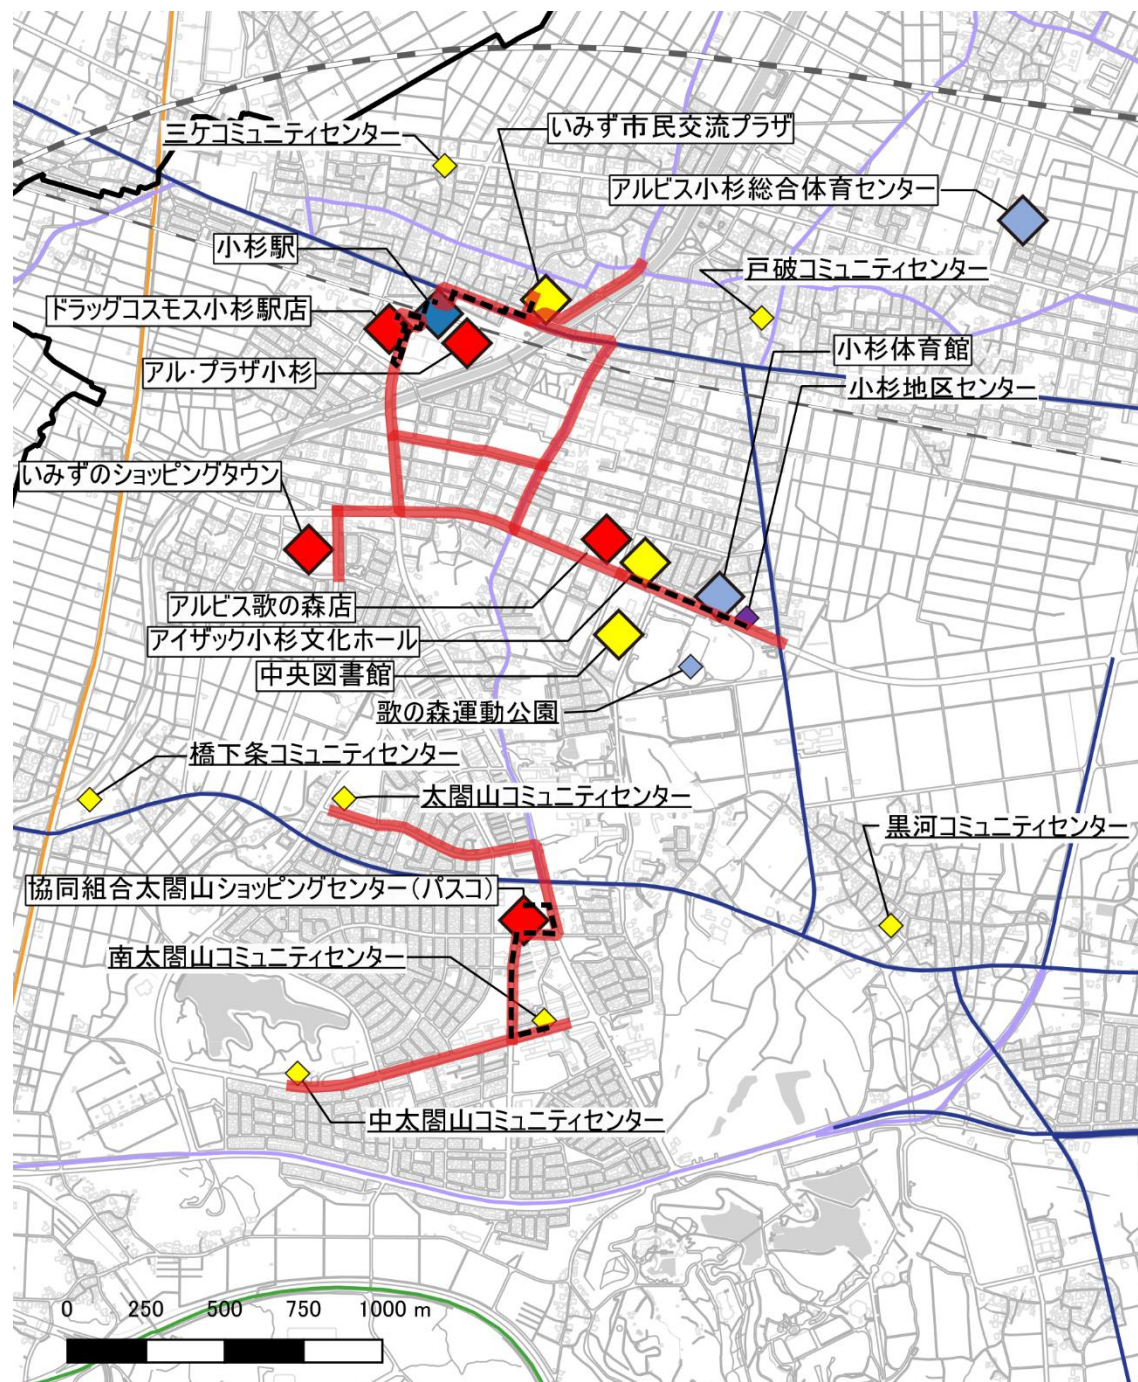 三ケコミュニティセンター
いみず市民交流プラザ
アルビス小杉総合体育センター
小杉駅
戸破コミュニティセンター
ドラッグコスモス小杉駅店
小杉体育館
アル・プラザ小杉
小杉地区センター
いみずのショッピングタウン
アルビス歌の森店
アイザック小杉文化ホール
中央図書館
歌の森運動公園
橋下条コミュニティセンター
太閤山コミュニティセンター
黒河コミュニティセンター
協同組合太閤山ショッピングセンター(パスコ)
南太閤山コミュニティセンター
中太閤山コミュニティセンター
0 250 500 750 1000 m